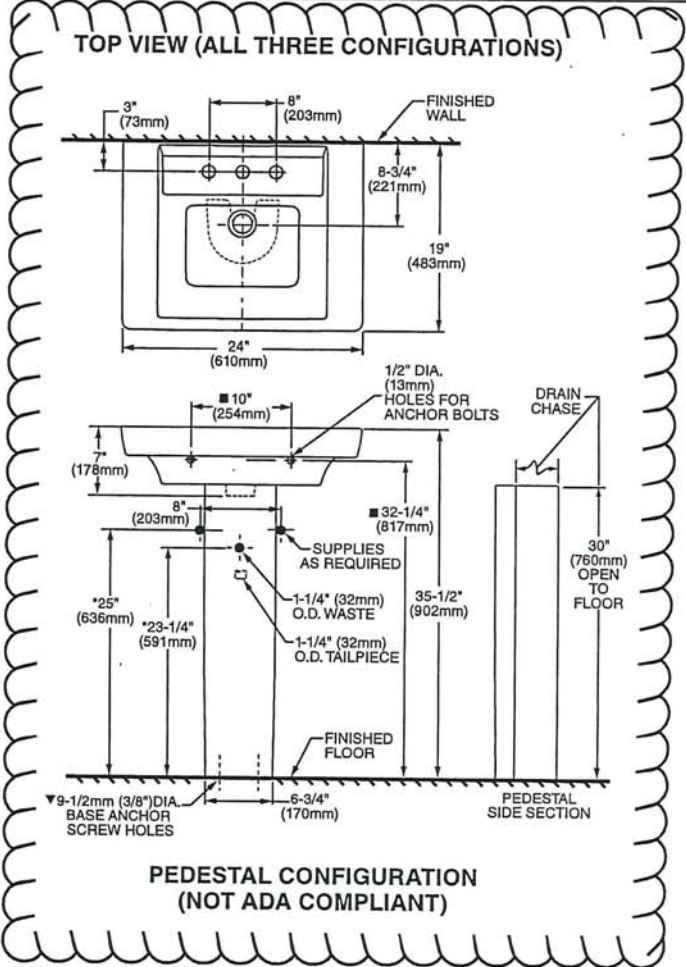 TOP VIEW (ALL THREE CONFIGURATIONS)
3"
(73mm)
8"
(203mm)
FINISHED
WALL
8-3/4"
(221mm)
19"
(483mm)
24"
(610mm)
■ 10"
(254mm)
1/2" DIA.
(13mm)
HOLES FOR
ANCHOR BOLTS
DRAIN
CHASE
7"
(178mm)
8"
(203mm)
■ 32-1/4"
(817mm)
SUPPLIES
AS REQUIRED
30"
(760mm)
OPEN
TO
FLOOR
*25"
(636mm)
*23-1/4"
(591mm)
1-1/4" (32mm)
O.D. WASTE
35-1/2"
(902mm)
1-1/4" (32mm)
O.D. TAILPIECE
FINISHED
FLOOR
▼9-1/2mm (3/8")DIA.
BASE ANCHOR
SCREW HOLES
6-3/4"
(170mm)
PEDESTAL
SIDE SECTION
PEDESTAL CONFIGURATION
(NOT ADA COMPLIANT)